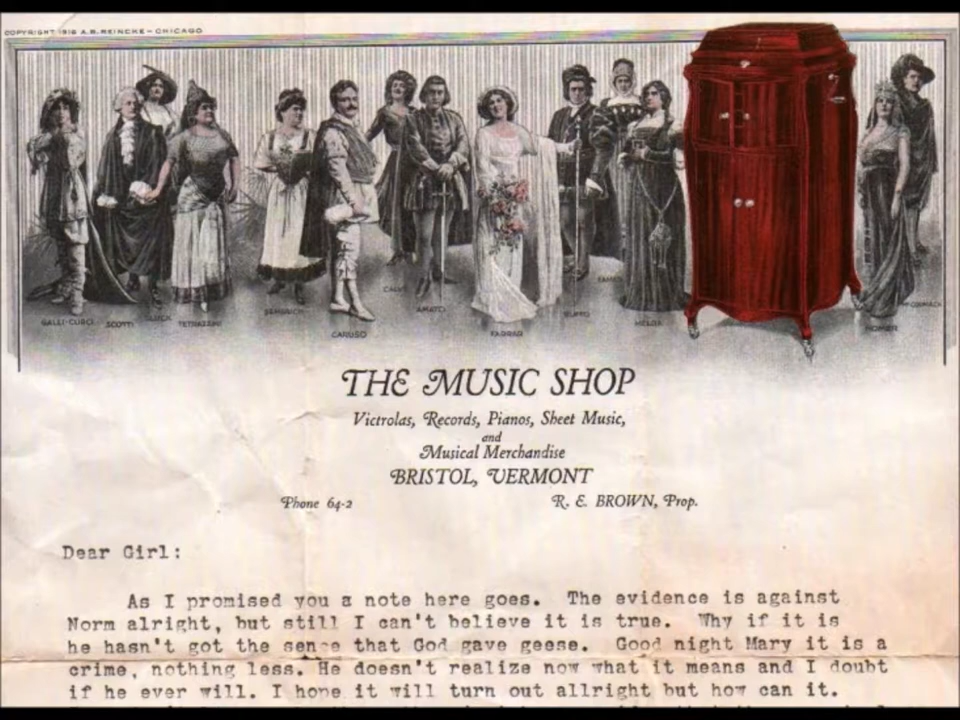 COPYRIGHT 1918 A.B. REINCKE - CHICAGO
GALLI-CURCI SCOTTI GLUCK TETRAZZINI SEMBRICH CARUSO CALVÉ AMATO FARRAR RUFFO EAMES MELBA HOMER McCORMACK
THE MUSIC SHOP
Victrolas, Records, Pianos, Sheet Music,
and
Musical Merchandise
BRISTOL, VERMONT
Phone 64-2 R. E. BROWN, Prop.
Dear Girl:
As I promised you a note here goes. The evidence is against
Norm alright, but still I can't believe it is true. Why if it is
he hasn't got the sense that God gave geese. Good night Mary it is a
crime, nothing less. He doesn't realize now what it means and I doubt
if he ever will. I hope it will turn out allright but how can it.